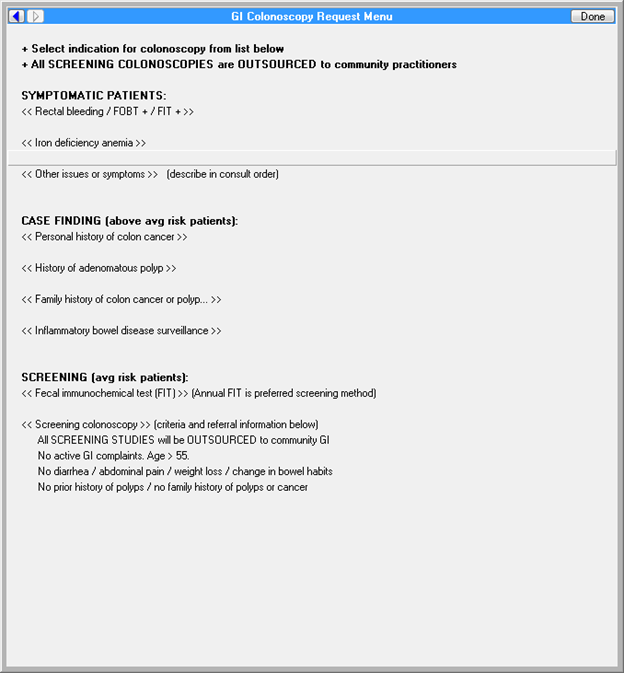 GI Colonoscopy Request Menu
Done
+ Select indication for colonoscopy from list below
+ All SCREENING COLONOSCOPIES are OUTSOURCED to community practitioners
SYMPTOMATIC PATIENTS:
<< Rectal bleeding / FOBT + / FIT + >>
<< Iron deficiency anemia >>
<< Other issues or symptoms >>   (describe in consult order)
CASE FINDING (above avg risk patients):
<< Personal history of colon cancer >>
<< History of adenomatous polyp >>
<< Family history of colon cancer or polyp... >>
<< Inflammatory bowel disease surveillance >>
SCREENING (avg risk patients):
<< Fecal immunochemical test (FIT) >> (Annual FIT is preferred screening method)
<< Screening colonoscopy >> (criteria and referral information below)
All SCREENING STUDIES will be OUTSOURCED to community GI
No active GI complaints. Age > 55.
No diarrhea / abdominal pain / weight loss / change in bowel habits
No prior history of polyps / no family history of polyps or cancer